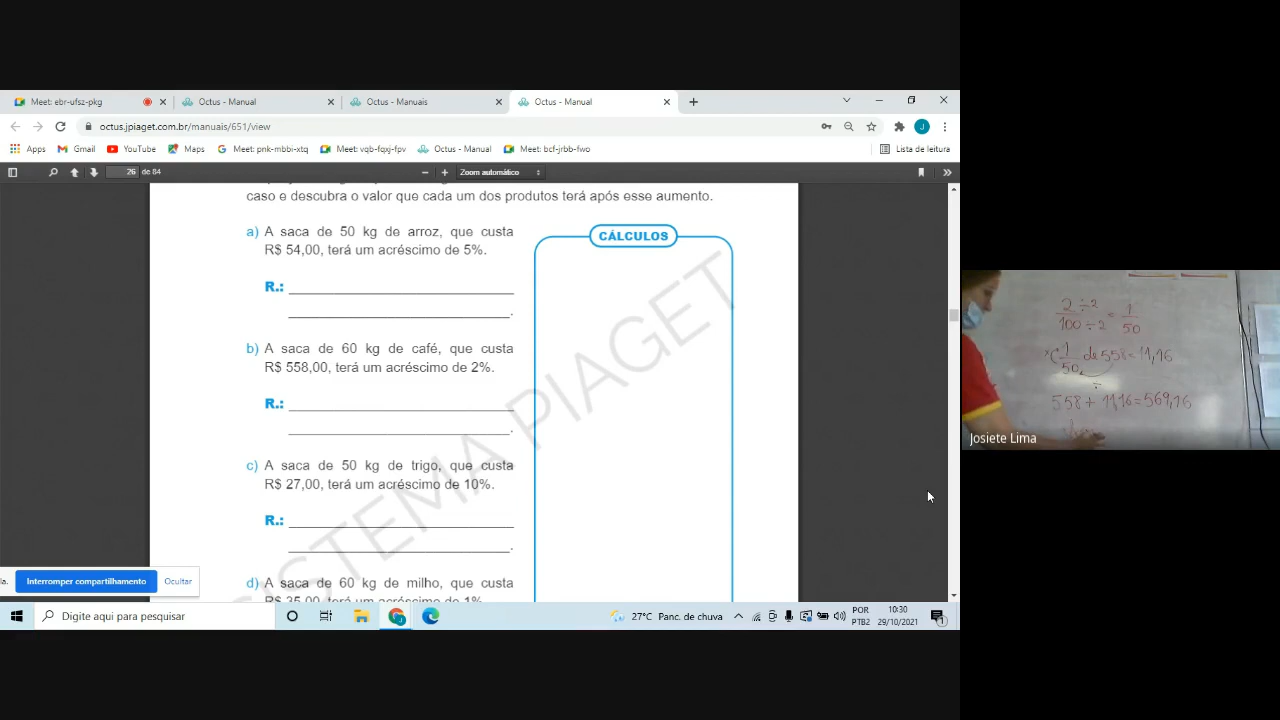 Meet: ebr-ufsz-pkg
Octus - Manual
Octus - Manuais
Octus - Manual
octus.jpiaget.com.br/manuais/651/view
Apps
Gmail
YouTube
Maps
Meet: pnk-mbbi-xtq
Meet: vqb-fqxj-fpv
Octus - Manual
Meet: bcf-jrbb-fwo
Lista de leitura
26 de 84
Zoom automático
caso e descubra o valor que cada um dos produtos terá após esse aumento.
a) A saca de 50 kg de arroz, que custa
R$ 54,00, terá um acréscimo de 5%.
R.:
CÁLCULOS
b) A saca de 60 kg de café, que custa
R$ 558,00, terá um acréscimo de 2%.
R.:
c) A saca de 50 kg de trigo, que custa
R$ 27,00, terá um acréscimo de 10%.
R.:
d) A saca de 60 kg de milho, que custa
R$ 35,00, terá um acréscimo de 1%.
SISTEMA PIAGET
la.
Interromper compartilhamento
Ocultar
Digite aqui para pesquisar
27°C Panc. de chuva
POR
PTB2
10:30
29/10/2021
1
2 ÷2 = 1
100 ÷2 50
1 de 558=11,16
50
÷
558 + 11,16=569,16
Josiete Lima